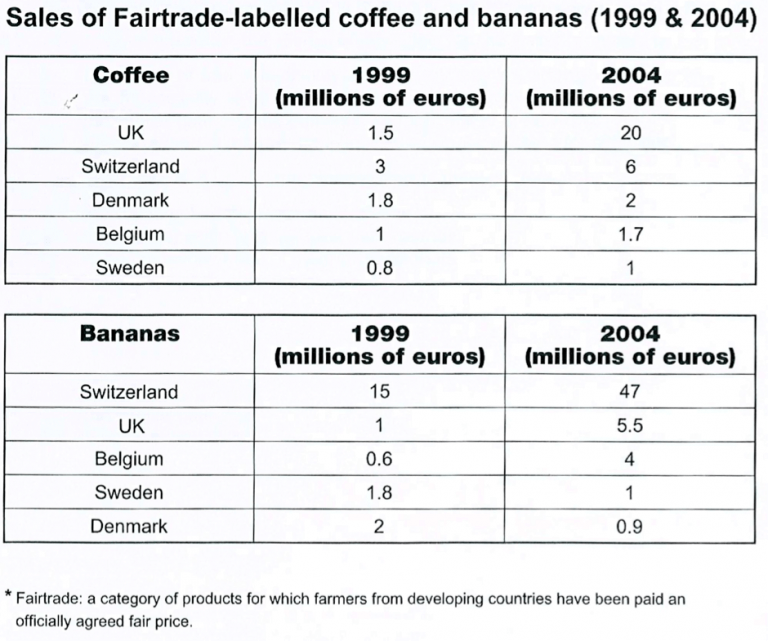 Sales of Fairtrade-labelled coffee and bananas (1999 & 2004)
Coffee 1999 (millions of euros) 2004 (millions of euros)
UK 1.5 20
Switzerland 3 6
Denmark 1.8 2
Belgium 1 1.7
Sweden 0.8 1
Bananas 1999 (millions of euros) 2004 (millions of euros)
Switzerland 15 47
UK 1 5.5
Belgium 0.6 4
Sweden 1.8 1
Denmark 2 0.9
* Fairtrade: a category of products for which farmers from developing countries have been paid an
officially agreed fair price.